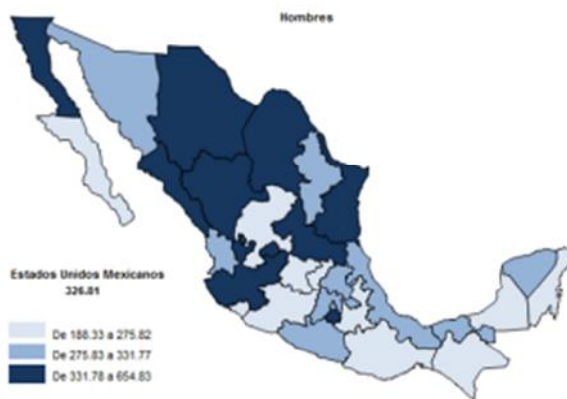 Hombres
Estados Unidos Mexicanos
326.81
De 188.33 a 275.82
De 275.83 a 331.77
De 331.78 a 654.83